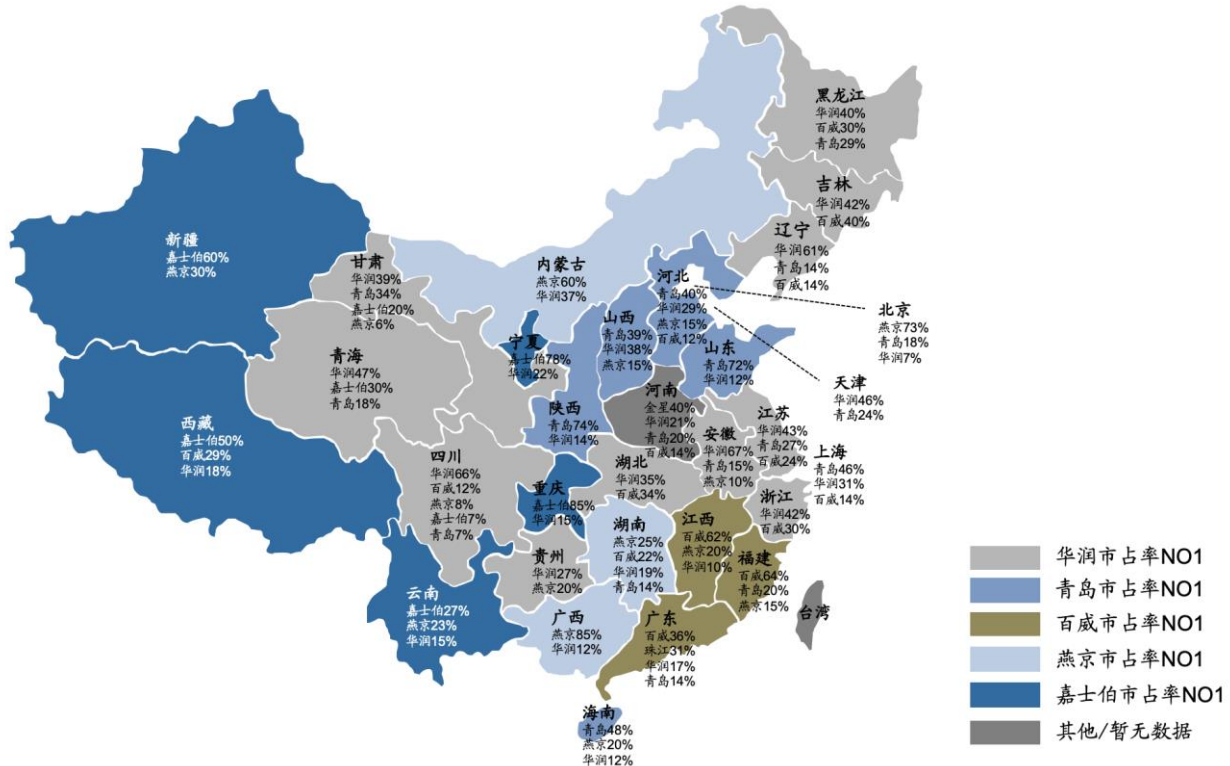 黑龙江
华润40%
百威30%
青岛29%
吉林
华润42%
百威40%
辽宁
华润61%
青岛14%
百威14%
新疆
嘉士伯60%
燕京30%
甘肃
华润39%
青岛34%
嘉士伯20%
燕京6%
内蒙古
燕京60%
华润37%
河北
青岛40%
华润29%
燕京15%
百威12%
北京
燕京73%
青岛18%
华润7%
山西
青岛39%
华润38%
燕京15%
宁夏
嘉士伯78%
华润22%
山东
青岛72%
华润12%
青海
华润47%
嘉士伯30%
青岛18%
天津
华润46%
青岛24%
河南
金星40%
华润21%
青岛20%
百威14%
陕西
青岛74%
华润14%
江苏
华润43%
青岛27%
百威24%
安徽
华润67%
青岛15%
燕京10%
西藏
嘉士伯50%
百威29%
华润18%
上海
青岛46%
华润31%
百威14%
四川
华润66%
百威12%
燕京8%
嘉士伯7%
青岛7%
湖北
华润35%
百威34%
重庆
嘉士伯85%
华润15%
浙江
华润42%
百威30%
湖南
燕京25%
百威22%
华润19%
青岛14%
江西
百威62%
燕京20%
华润10%
福建
百威64%
青岛20%
燕京15%
贵州
华润27%
燕京20%
云南
嘉士伯27%
燕京23%
华润15%
广西
燕京85%
华润12%
广东
百威36%
珠江31%
华润17%
青岛14%
台湾
海南
青岛48%
燕京20%
华润12%
华润市占率NO1
青岛市占率NO1
百威市占率NO1
燕京市占率NO1
嘉士伯市占率NO1
其他/暂无数据